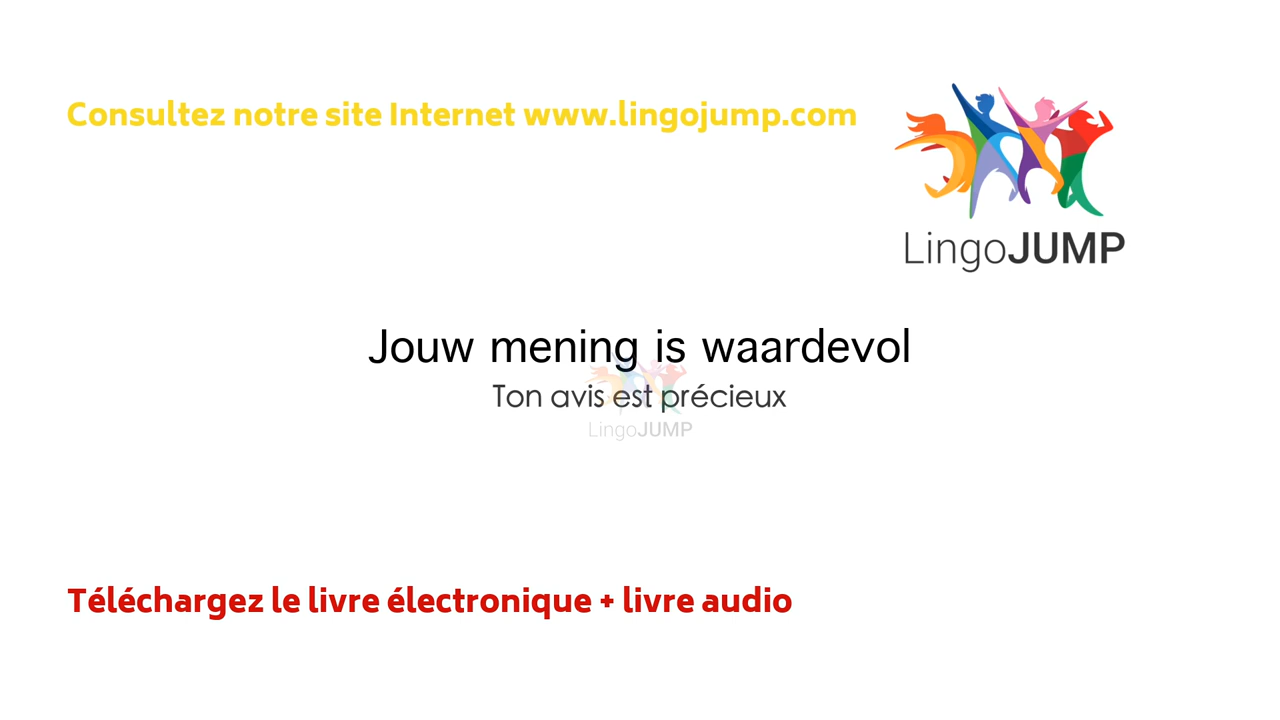 Consultez notre site Internet www.lingojump.com
LingoJUMP
Jouw mening is waardevol
Ton avis est précieux
LingoJUMP
Téléchargez le livre électronique + livre audio